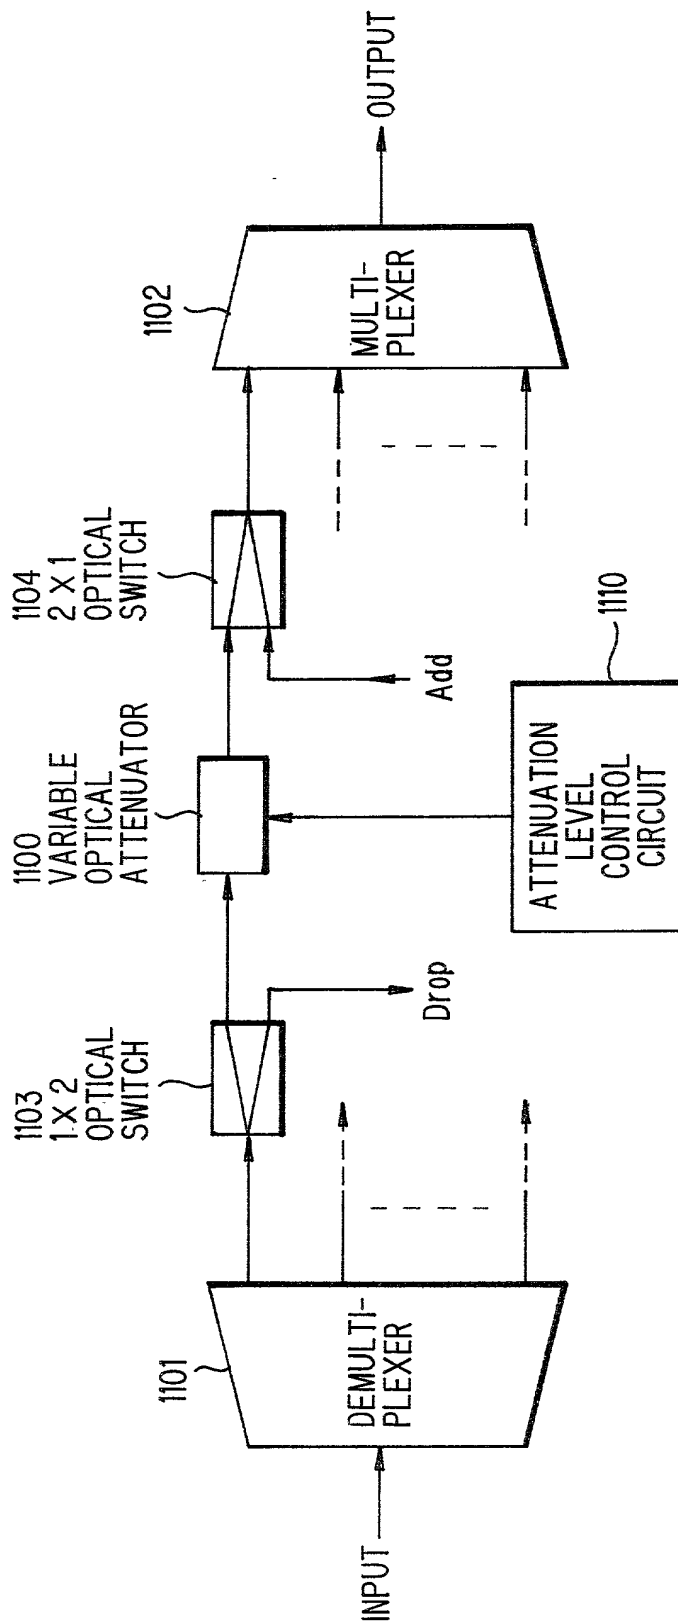 INPUT
1101
DEMULTI-
PLEXER
1103
1 X 2
OPTICAL
SWITCH
Drop
1100
VARIABLE
OPTICAL
ATTENUATOR
ATTENUATION
LEVEL
CONTROL
CIRCUIT
1110
1104
2 X 1
OPTICAL
SWITCH
Add
1102
MULTI-
PLEXER
OUTPUT